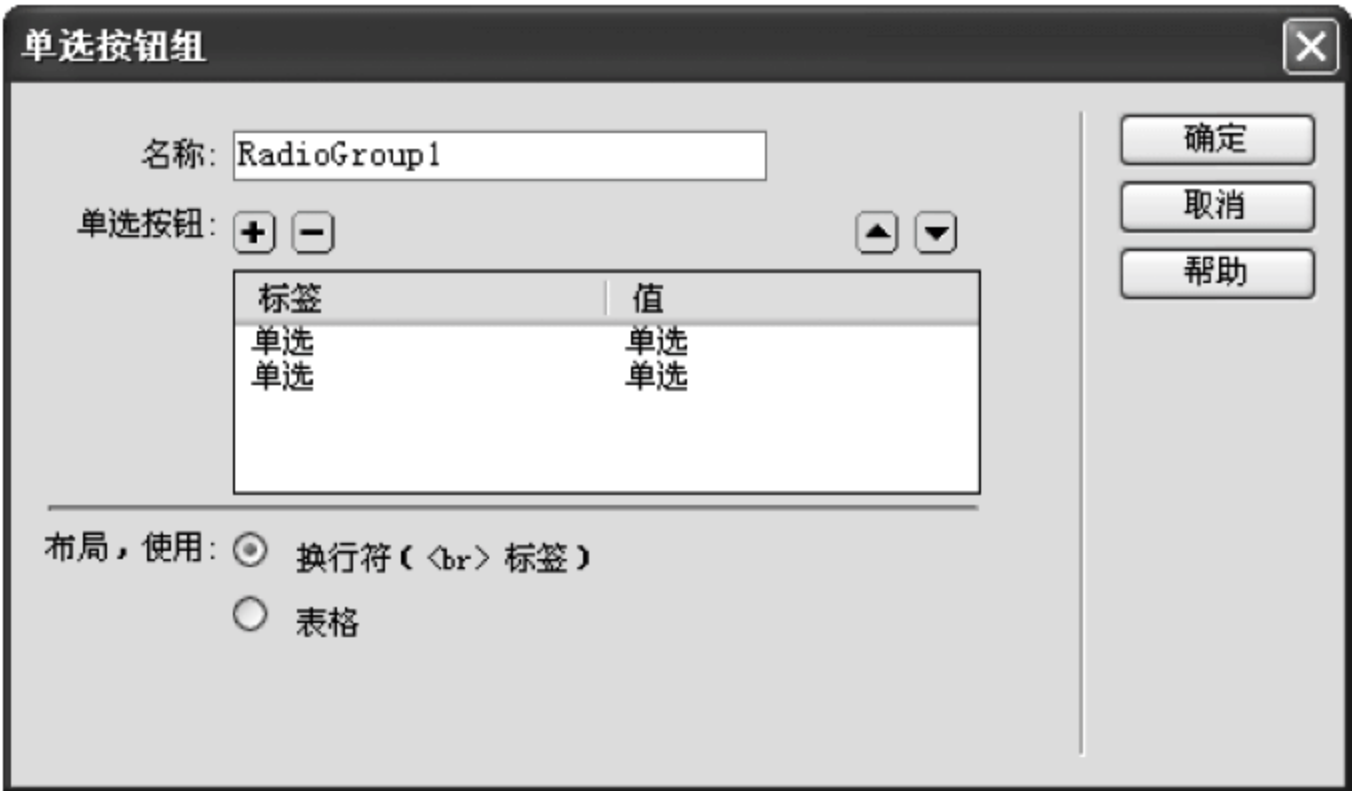 单选按钮组
名称: RadioGroup1
确定
单选按钮:
取消
帮助
标签 值
单选 单选
单选 单选
布局，使用: 换行符(<br> 标签)
表格